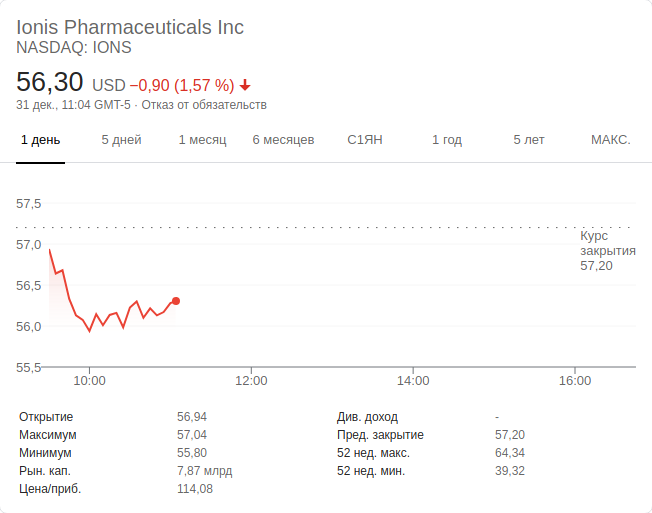 Ionis Pharmaceuticals Inc
NASDAQ: IONS
56,30 USD −0,90 (1,57 %)
31 дек., 11:04 GMT-5 · Отказ от обязательств
1 день 5 дней 1 месяц 6 месяцев С1ЯН 1 год 5 лет МАКС.
57,5
57,0
56,5
56,0
55,5
Курс
закрытия
57,20
10:00 12:00 14:00 16:00
Открытие 56,94
Максимум 57,04
Минимум 55,80
Рын. кап. 7,87 млрд
Цена/приб. 114,08
Див. доход -
Пред. закрытие 57,20
52 нед. макс. 64,34
52 нед. мин. 39,32